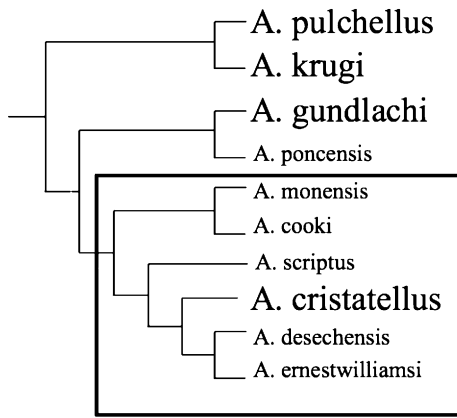 A. pulchellus
A. krugi
A. gundlachi
A. poncensis
A. monensis
A. cooki
A. scriptus
A. cristatellus
A. desechensis
A. ernestwilliamsi